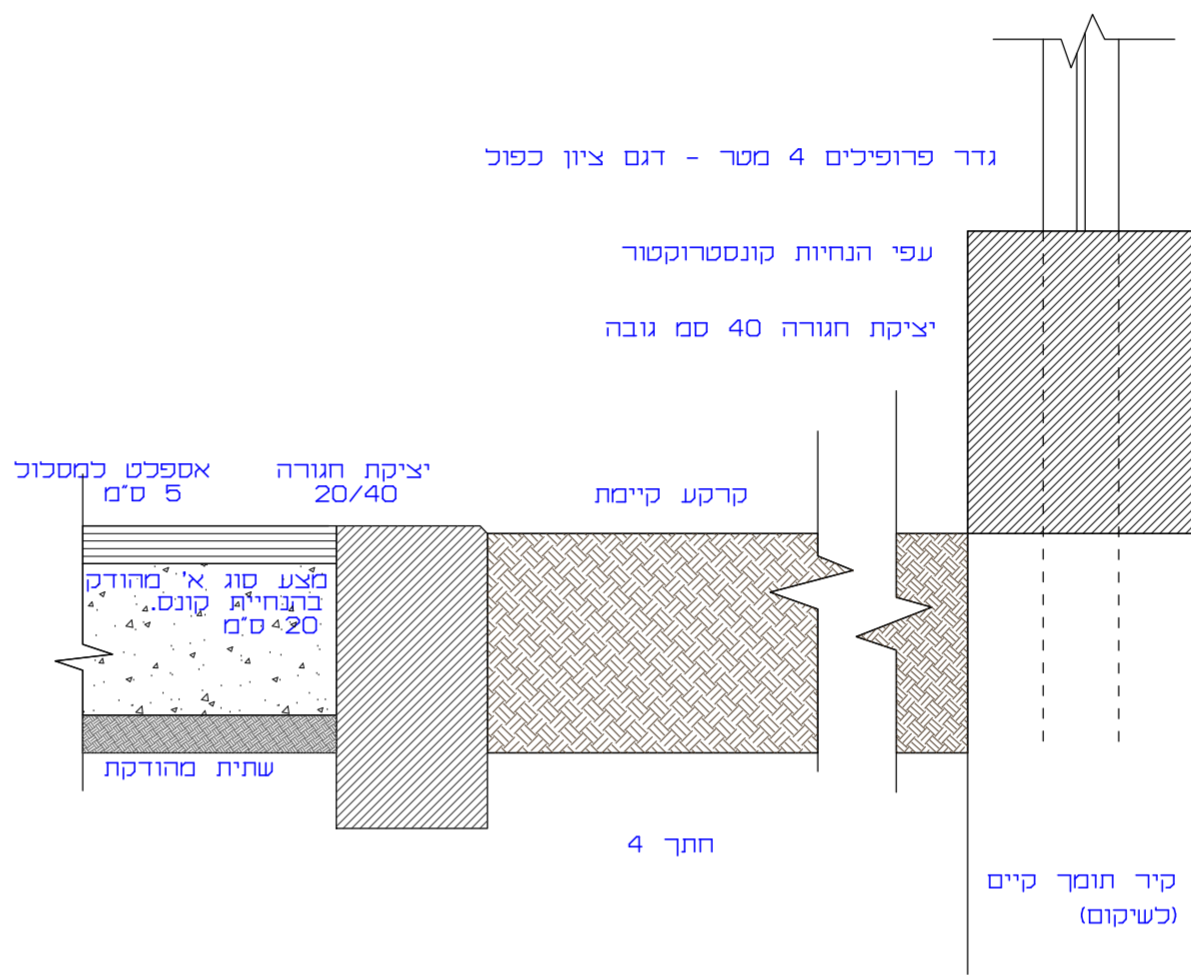 גדר פרופילים 4 מטר - דגם ציון כפול
עפי הנחיות קונסטרוקטור
יציקת חגורה 40 סמ גובה
יציקת חגורה
20/40
אספלט למסלול
5 ס"מ
קרקע קיימת
מצע סוג א' מהודק
בהנחיית קונס.
20 ס"מ
שתית מהודקת
חתך 4
קיר תומך קיים
(לשיקום)